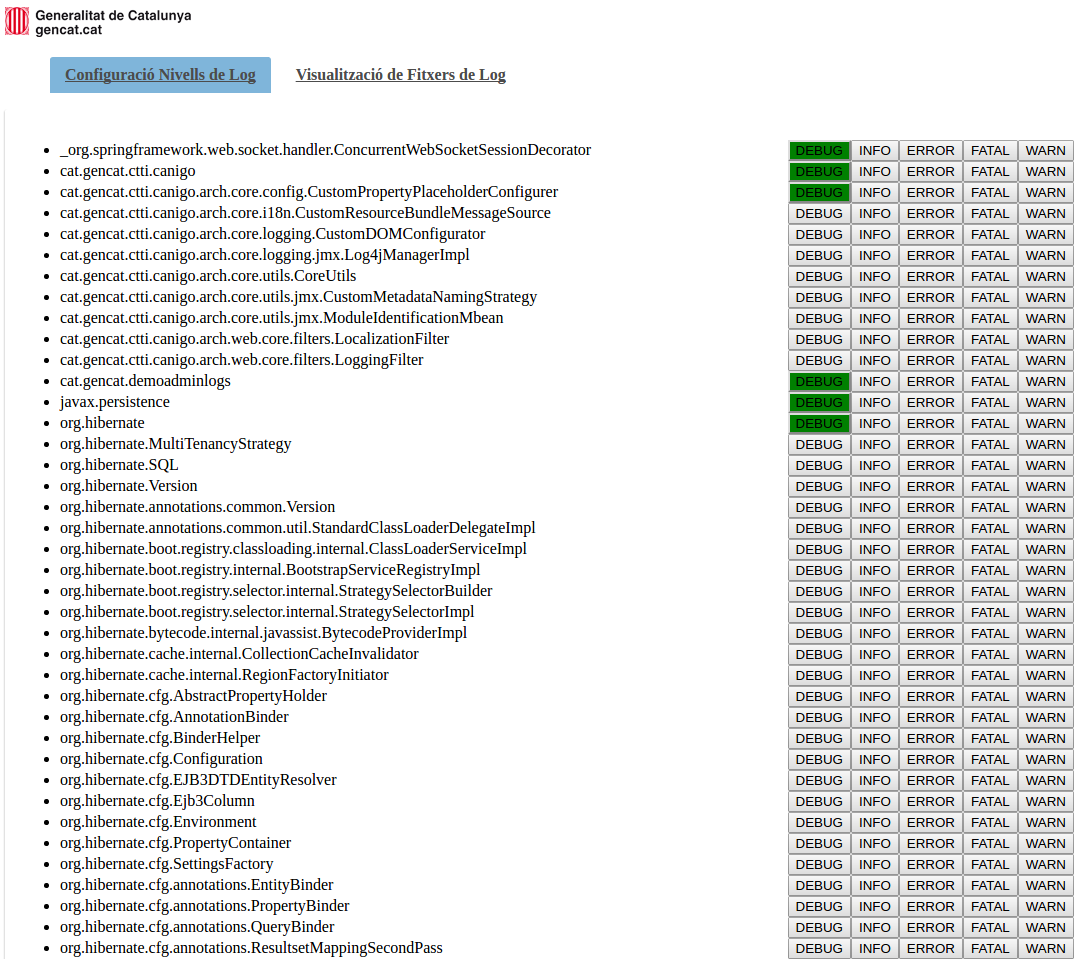 Generalitat de Catalunya
gencat.cat
Configuració Nivells de Log Visualització de Fitxers de Log
_org.springframework.web.socket.handler.ConcurrentWebSocketSessionDecorator DEBUG INFO ERROR FATAL WARN
cat.gencat.ctti.canigo DEBUG INFO ERROR FATAL WARN
cat.gencat.ctti.canigo.arch.core.config.CustomPropertyPlaceholderConfigurer DEBUG INFO ERROR FATAL WARN
cat.gencat.ctti.canigo.arch.core.i18n.CustomResourceBundleMessageSource DEBUG INFO ERROR FATAL WARN
cat.gencat.ctti.canigo.arch.core.logging.CustomDOMConfigurator DEBUG INFO ERROR FATAL WARN
cat.gencat.ctti.canigo.arch.core.logging.jmx.Log4jManagerImpl DEBUG INFO ERROR FATAL WARN
cat.gencat.ctti.canigo.arch.core.utils.CoreUtils DEBUG INFO ERROR FATAL WARN
cat.gencat.ctti.canigo.arch.core.utils.jmx.CustomMetadataNamingStrategy DEBUG INFO ERROR FATAL WARN
cat.gencat.ctti.canigo.arch.core.utils.jmx.ModuleIdentificationMbean DEBUG INFO ERROR FATAL WARN
cat.gencat.ctti.canigo.arch.web.core.filters.LocalizationFilter DEBUG INFO ERROR FATAL WARN
cat.gencat.ctti.canigo.arch.web.core.filters.LoggingFilter DEBUG INFO ERROR FATAL WARN
cat.gencat.demoadminlogs DEBUG INFO ERROR FATAL WARN
javax.persistence DEBUG INFO ERROR FATAL WARN
org.hibernate DEBUG INFO ERROR FATAL WARN
org.hibernate.MultiTenancyStrategy DEBUG INFO ERROR FATAL WARN
org.hibernate.SQL DEBUG INFO ERROR FATAL WARN
org.hibernate.Version DEBUG INFO ERROR FATAL WARN
org.hibernate.annotations.common.Version DEBUG INFO ERROR FATAL WARN
org.hibernate.annotations.common.util.StandardClassLoaderDelegateImpl DEBUG INFO ERROR FATAL WARN
org.hibernate.boot.registry.classloading.internal.ClassLoaderServiceImpl DEBUG INFO ERROR FATAL WARN
org.hibernate.boot.registry.internal.BootstrapServiceRegistryImpl DEBUG INFO ERROR FATAL WARN
org.hibernate.boot.registry.selector.internal.StrategySelectorBuilder DEBUG INFO ERROR FATAL WARN
org.hibernate.boot.registry.selector.internal.StrategySelectorImpl DEBUG INFO ERROR FATAL WARN
org.hibernate.bytecode.internal.javassist.BytecodeProviderImpl DEBUG INFO ERROR FATAL WARN
org.hibernate.cache.internal.CollectionCacheInvalidator DEBUG INFO ERROR FATAL WARN
org.hibernate.cache.internal.RegionFactoryInitiator DEBUG INFO ERROR FATAL WARN
org.hibernate.cfg.AbstractPropertyHolder DEBUG INFO ERROR FATAL WARN
org.hibernate.cfg.AnnotationBinder DEBUG INFO ERROR FATAL WARN
org.hibernate.cfg.BinderHelper DEBUG INFO ERROR FATAL WARN
org.hibernate.cfg.Configuration DEBUG INFO ERROR FATAL WARN
org.hibernate.cfg.EJB3DTDEntityResolver DEBUG INFO ERROR FATAL WARN
org.hibernate.cfg.Ejb3Column DEBUG INFO ERROR FATAL WARN
org.hibernate.cfg.Environment DEBUG INFO ERROR FATAL WARN
org.hibernate.cfg.PropertyContainer DEBUG INFO ERROR FATAL WARN
org.hibernate.cfg.SettingsFactory DEBUG INFO ERROR FATAL WARN
org.hibernate.cfg.annotations.EntityBinder DEBUG INFO ERROR FATAL WARN
org.hibernate.cfg.annotations.PropertyBinder DEBUG INFO ERROR FATAL WARN
org.hibernate.cfg.annotations.QueryBinder DEBUG INFO ERROR FATAL WARN
org.hibernate.cfg.annotations.ResultsetMappingSecondPass DEBUG INFO ERROR FATAL WARN